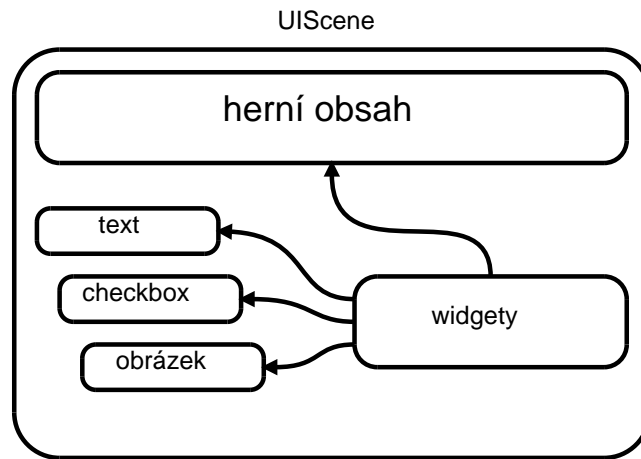 UIScene
herní obsah
text
checkbox
widgety
obrázek